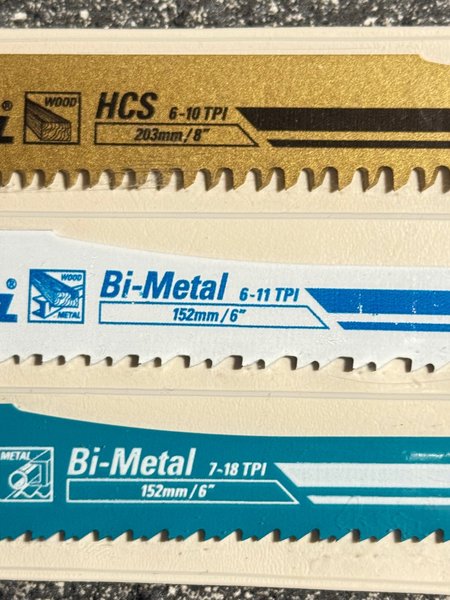 ® WOOD HCS 6-10 TPI
203mm/8"
® WOOD METAL Bi-Metal 6-11 TPI
152mm/6"
METAL Bi-Metal 7-18 TPI
152mm/6"